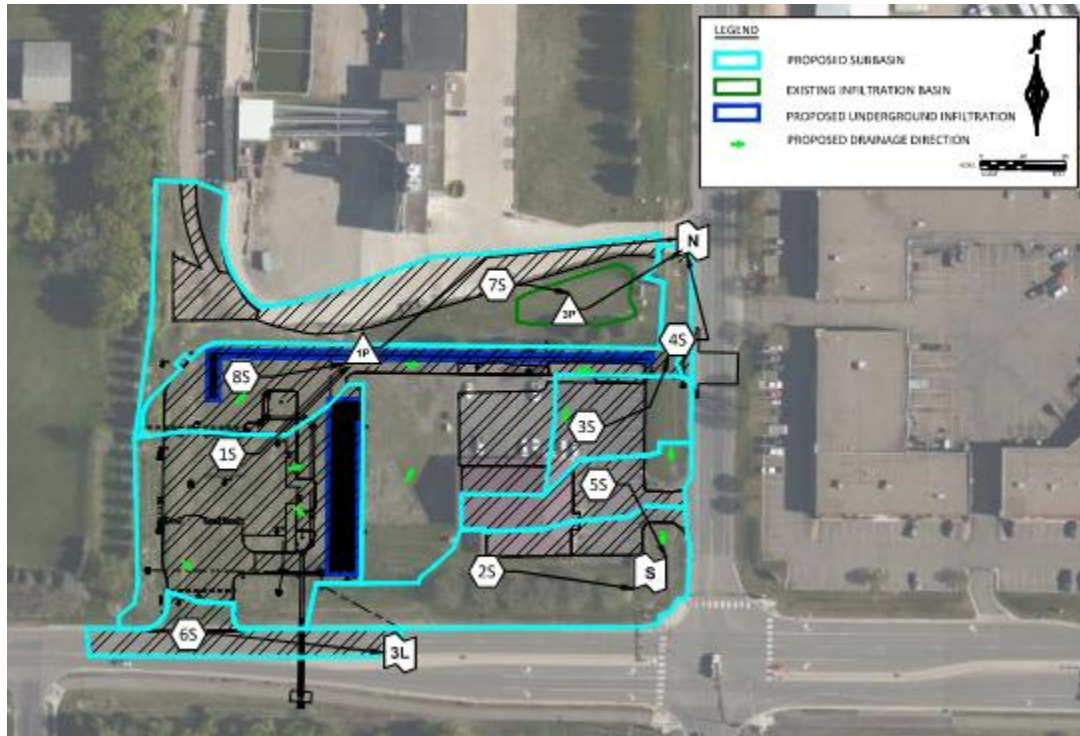 LEGEND
PROPOSED SUBBASIN
EXISTING INFILTRATION BASIN
PROPOSED UNDERGROUND INFILTRATION
PROPOSED DRAINAGE DIRECTION
N
7S
3P
4S
1P
8S
3S
1S
5S
2S
S
6S
3L